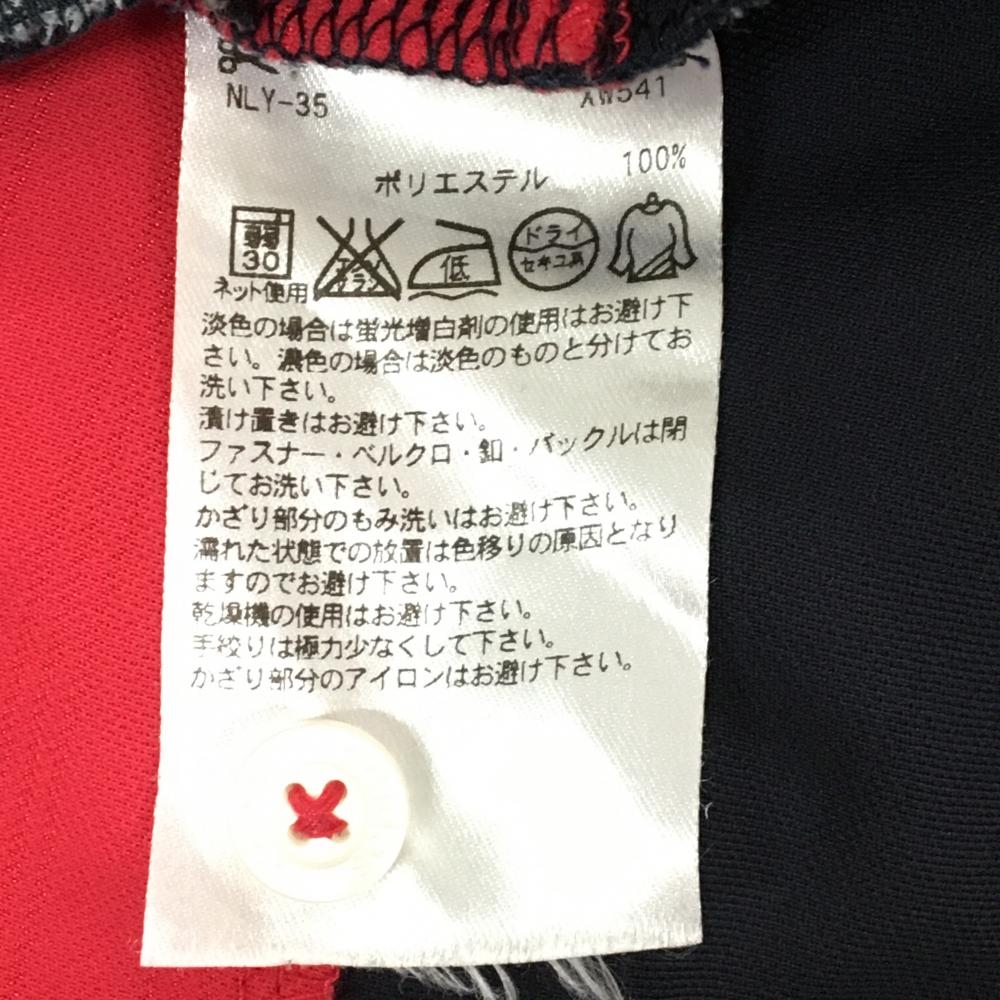 NLY-35 XW541
ポリエステル 100%
弱 30 エンソ サラシ 低 ドライ セキユ系
ネット使用
淡色の場合は蛍光増白剤の使用はお避け下
さい。濃色の場合は淡色のものと分けてお
洗い下さい。
漬け置きはお避け下さい。
ファスナー・ベルクロ・釦・バックルは閉
じてお洗い下さい。
かざり部分のもみ洗いはお避け下さい。
濡れた状態での放置は色移りの原因となり
ますのでお避け下さい。
乾燥機の使用はお避け下さい。
手絞りは極力少なくして下さい。
かざり部分のアイロンはお避け下さい。